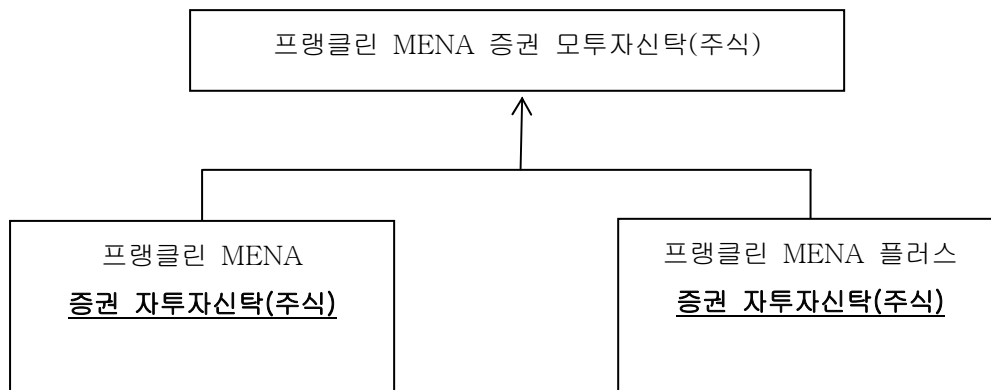 프랭클린 MENA 증권 모투자신탁(주식)
프랭클린 MENA
증권 자투자신탁(주식)
프랭클린 MENA 플러스
증권 자투자신탁(주식)